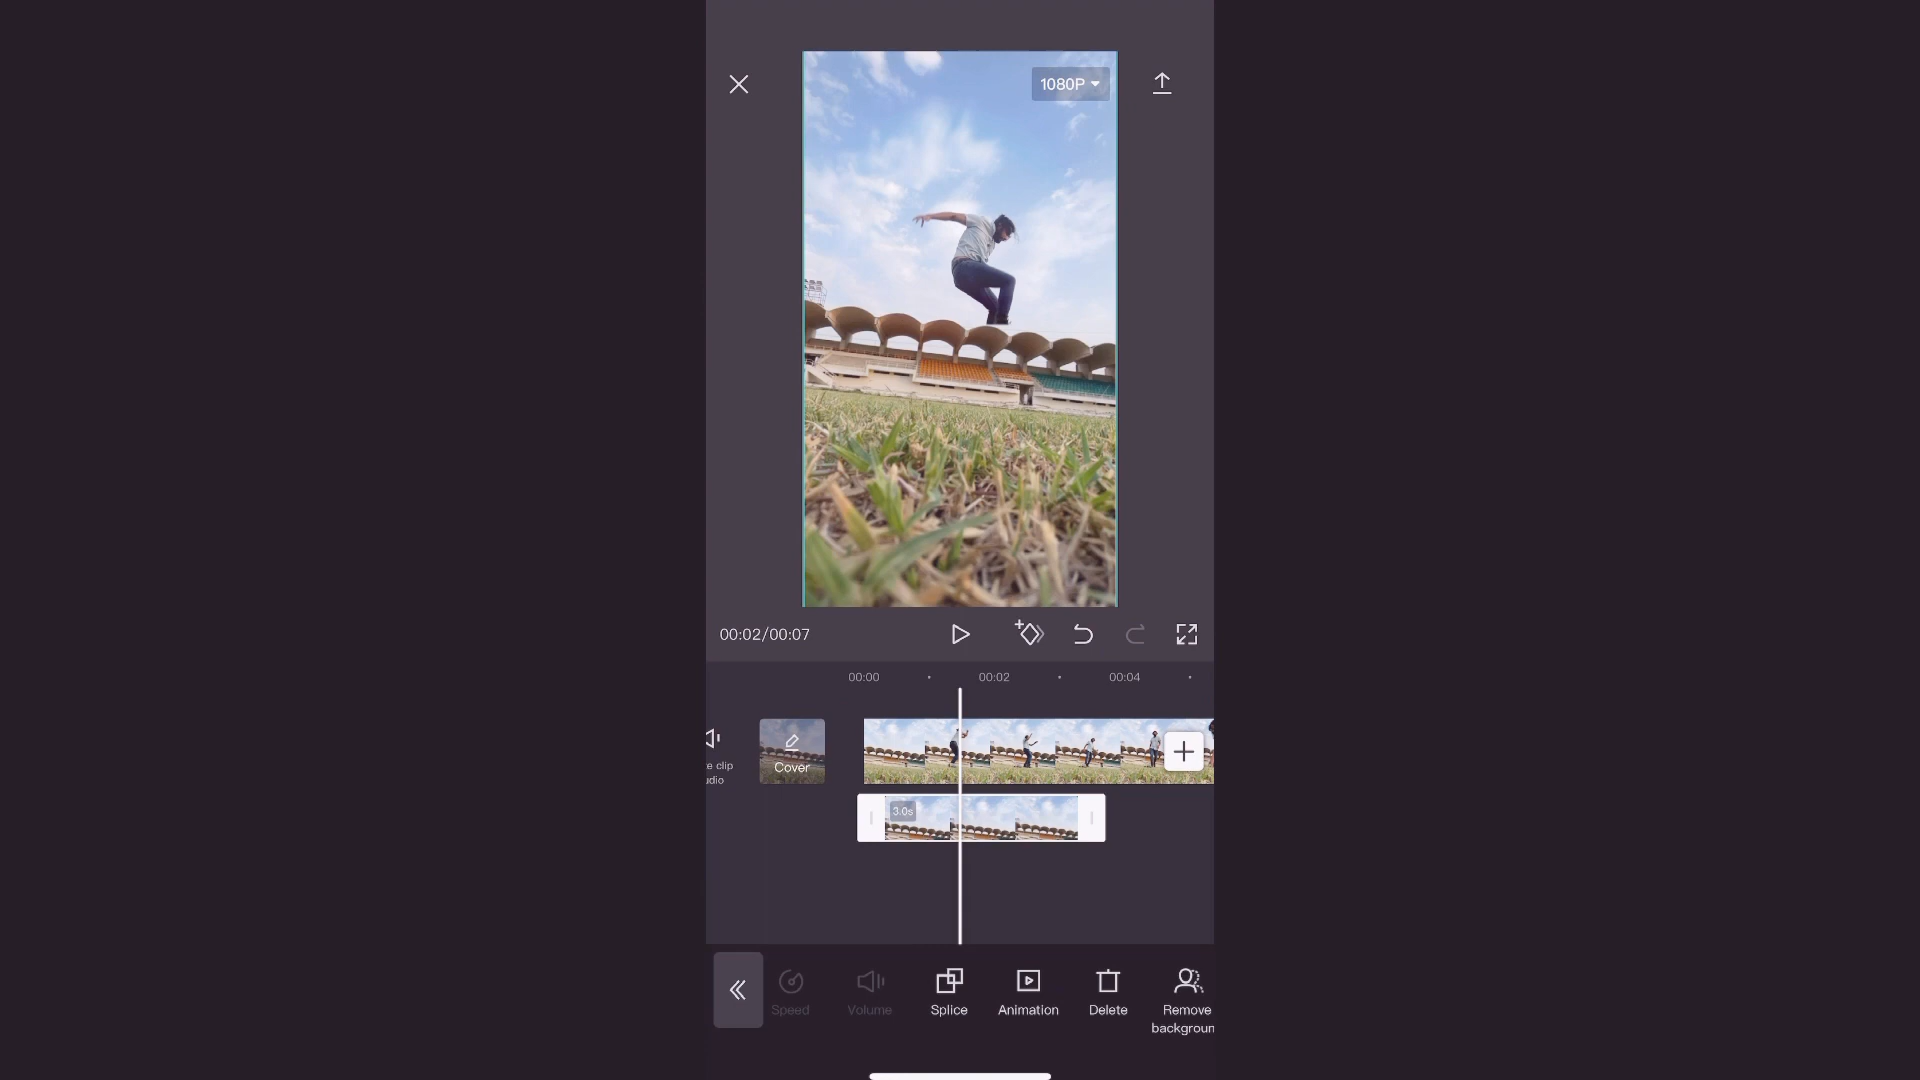 1080P
00:02/00:07
00:00 00:02 00:04
e clip
dio
Cover
3.0s
Speed
Volume
Splice
Animation
Delete
Remove
backgroun